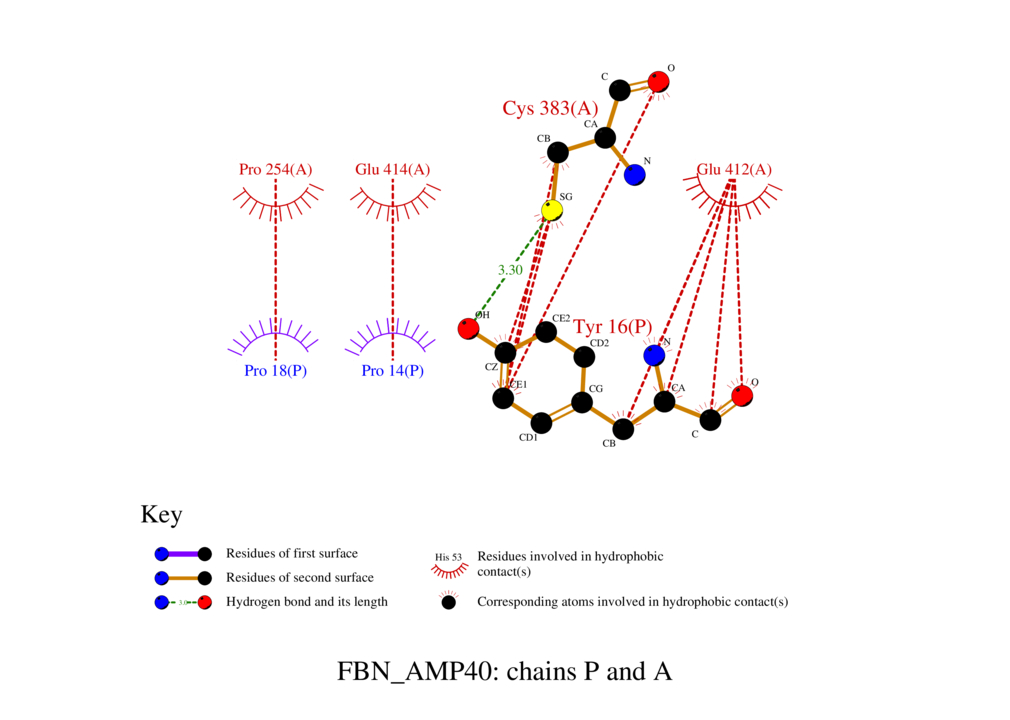 O
C
Cys 383(A)
CA
CB
N
Pro 254(A)
Glu 414(A)
Glu 412(A)
SG
3.30
OH
CE2
Tyr 16(P)
N
CD2
CZ
Pro 18(P)
Pro 14(P)
CE1
CG
CA
O
CD1
CB
C
Key
Residues of first surface
Residues of second surface
3.0
Hydrogen bond and its length
His 53
Residues involved in hydrophobic
contact(s)
Corresponding atoms involved in hydrophobic contact(s)
FBN_AMP40: chains P and A